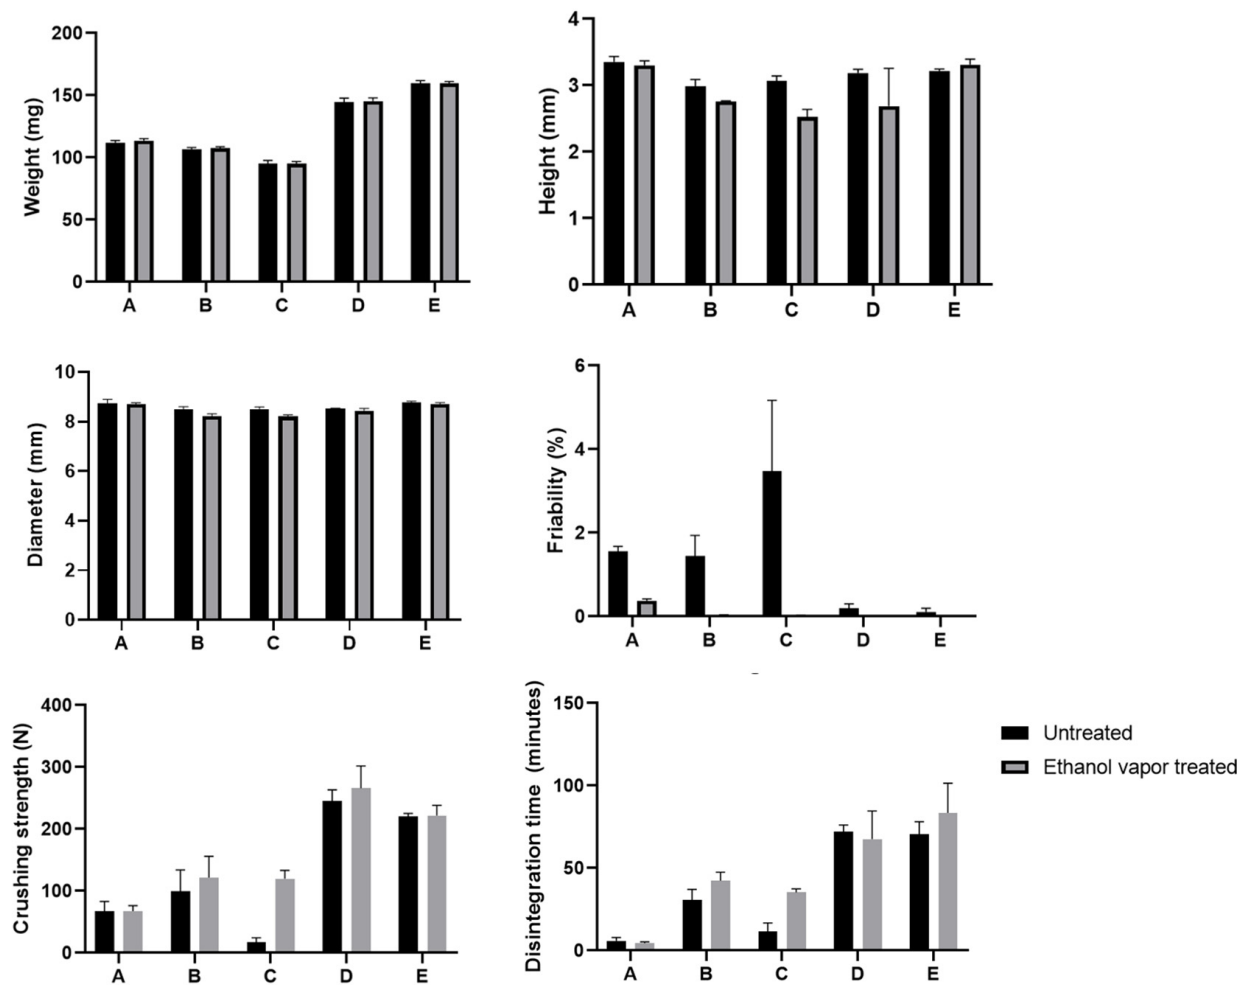 Weight (mg)
200
150
100
50
0
A B C D E
Height (mm)
4
3
2
1
0
A B C D E
Diameter (mm)
10
8
6
4
2
0
A B C D E
Friability (%)
6
4
2
0
A B C D E
Crushing strength (N)
400
300
200
100
0
A B C D E
Disintegration time (minutes)
150
100
50
0
A B C D E
Untreated
Ethanol vapor treated